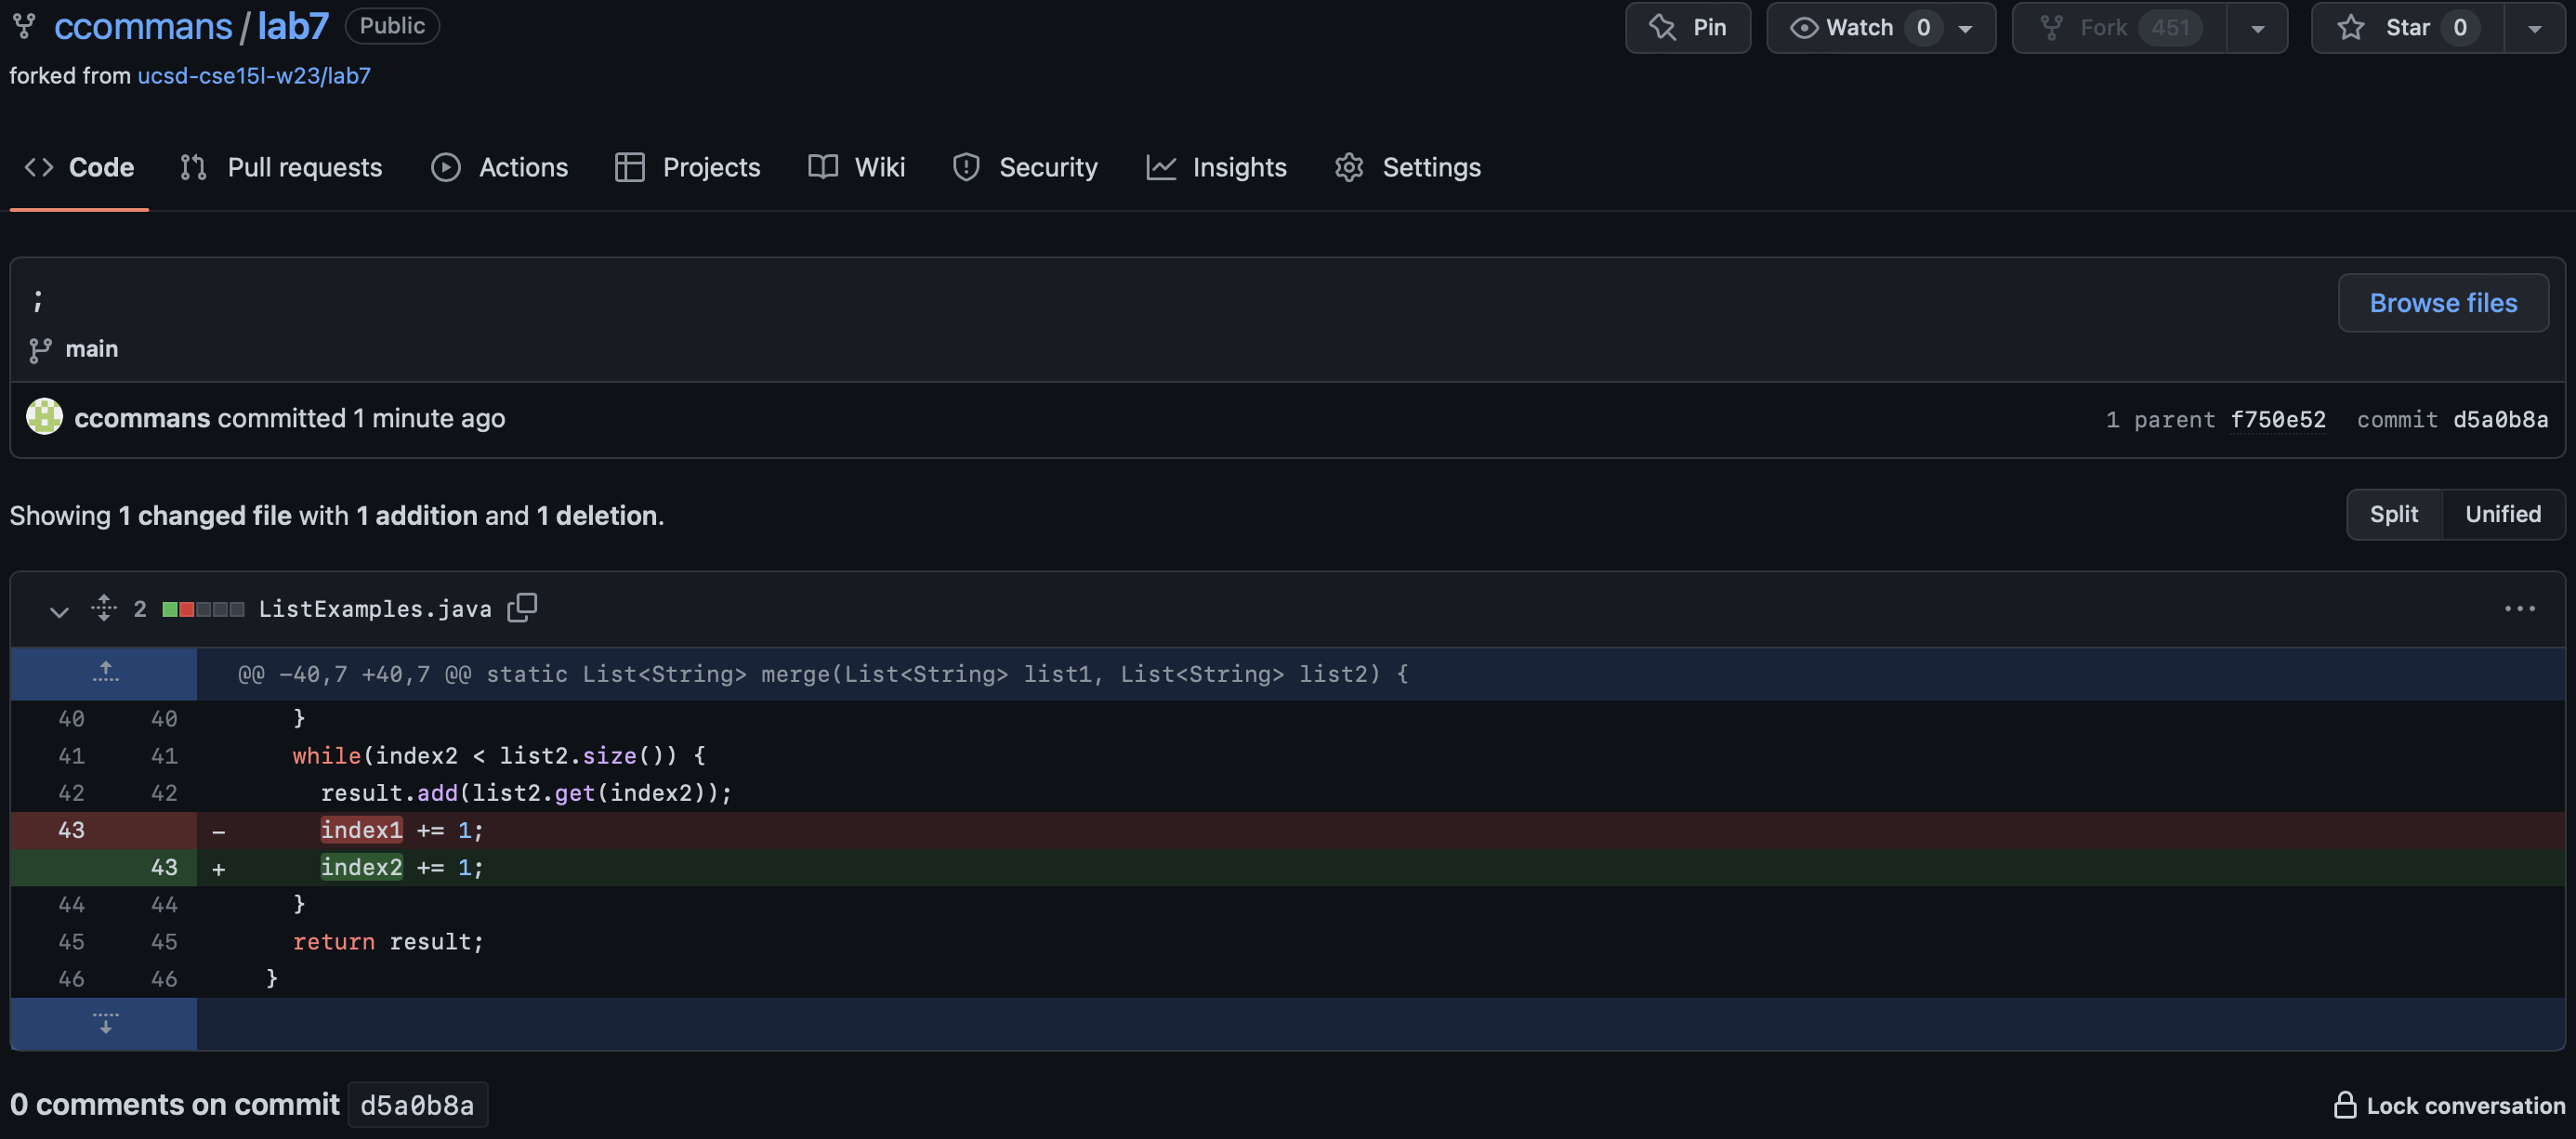 ccommans / lab7 Public Pin Watch 0 Fork 451 Star 0
forked from ucsd-cse15l-w23/lab7
Code Pull requests Actions Projects Wiki Security Insights Settings
;
Browse files
main
ccommans committed 1 minute ago 1 parent f750e52 commit d5a0b8a
Showing 1 changed file with 1 addition and 1 deletion. Split Unified
2 ListExamples.java
@@ -40,7 +40,7 @@ static List<String> merge(List<String> list1, List<String> list2) {
40 40 }
41 41 while(index2 < list2.size()) {
42 42 result.add(list2.get(index2));
43 - index1 += 1;
43 + index2 += 1;
44 44 }
45 45 return result;
46 46 }
0 comments on commit d5a0b8a Lock conversation